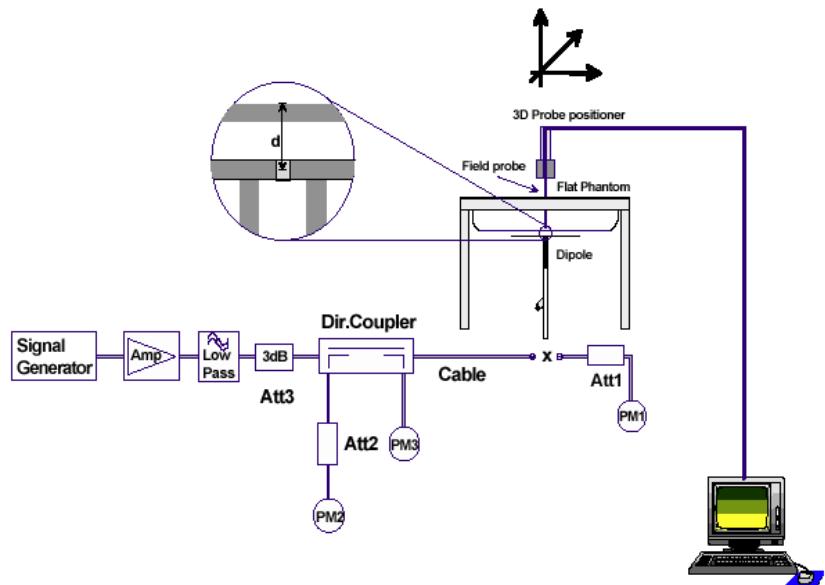 3D Probe positioner
d
Field probe
Flat Phantom
Dipole
Dir.Coupler
Signal
Generator
Amp
Low
Pass
3dB
Att3
Cable
x
Att1
PM1
Att2
PM3
PM2